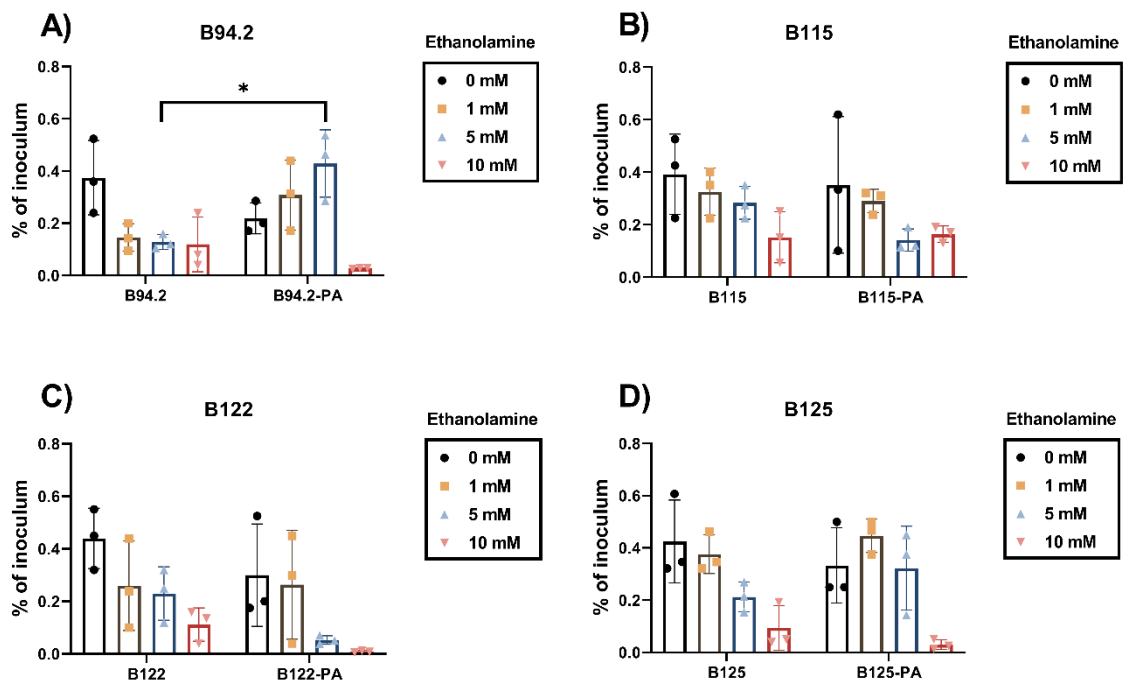 A)
B94.2
% of inoculum
0.8
0.6
0.4
0.2
0.0
*
B94.2
B94.2-PA
Ethanolamine
0 mM
1 mM
5 mM
10 mM
B)
B115
% of inoculum
0.8
0.6
0.4
0.2
0.0
B115
B115-PA
Ethanolamine
0 mM
1 mM
5 mM
10 mM
C)
B122
% of inoculum
0.8
0.6
0.4
0.2
0.0
B122
B122-PA
Ethanolamine
0 mM
1 mM
5 mM
10 mM
D)
B125
% of inoculum
0.8
0.6
0.4
0.2
0.0
B125
B125-PA
Ethanolamine
0 mM
1 mM
5 mM
10 mM